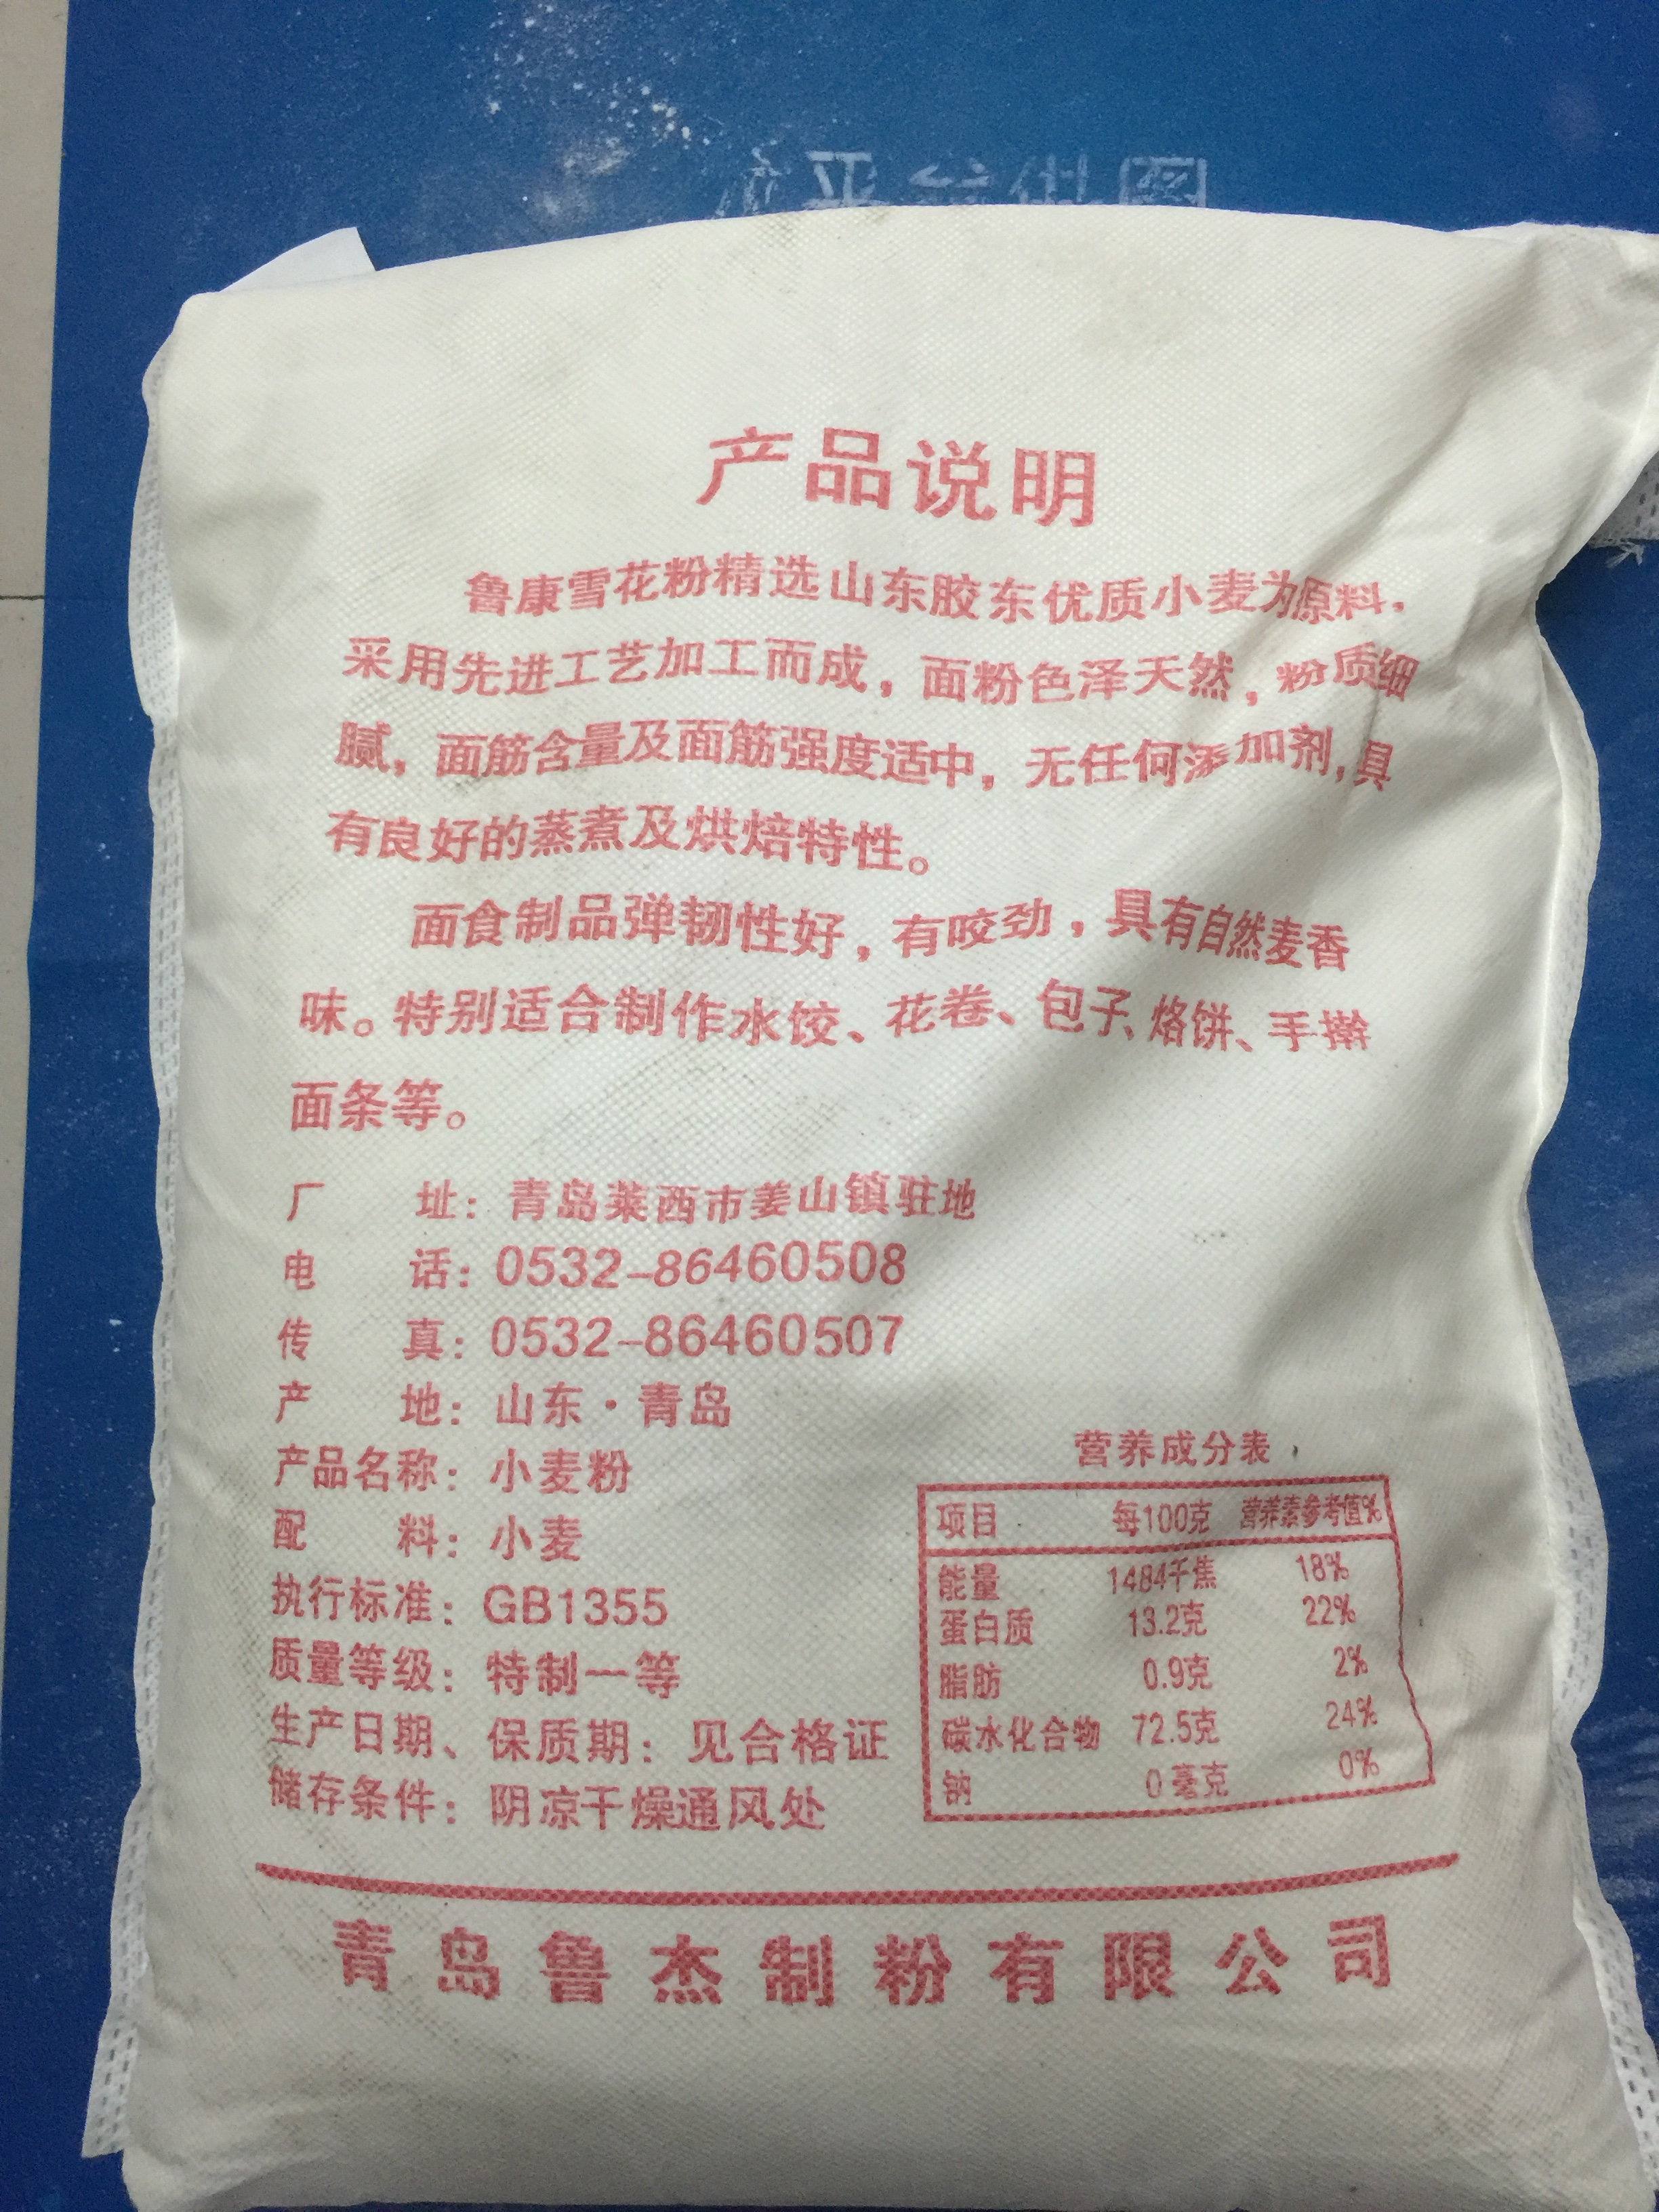 产品说明
鲁康雪花粉精选山东胶东优质小麦为原料,
采用先进工艺加工而成，面粉色泽天然，粉质细
腻，面筋含量及面筋强度适中，无任何添加剂，具
有良好的蒸煮及烘焙特性。
面食制品弹韧性好，有咬劲，具有自然麦香
味。特别适合制作水饺、花卷、包子、烙饼、手擀
面条等。
厂址：青岛莱西市姜山镇驻地
电话：0532-86460508
传真：0532-86460507
产地：山东·青岛
产品名称：小麦粉
配料：小麦
执行标准：GB1355
质量等级：特制一等
生产日期、保质期：见合格证
储存条件：阴凉干燥通风处
营养成分表
项目 每100克 营养素参考值%
能量 1484千焦 18%
蛋白质 13.2克 22%
脂肪 0.9克 2%
碳水化合物 72.5克 24%
钠 0毫克 0%
青岛鲁杰制粉有限公司